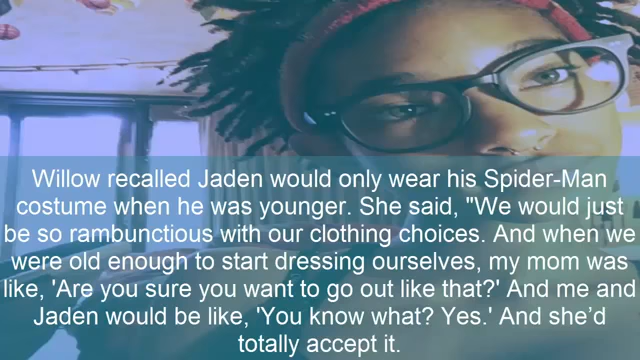 Willow recalled Jaden would only wear his Spider-Man
costume when he was younger. She said, "We would just
be so rambunctious with our clothing choices. And when we
were old enough to start dressing ourselves, my mom was
like, 'Are you sure you want to go out like that?' And me and
Jaden would be like, 'You know what? Yes.' And she’d
totally accept it.